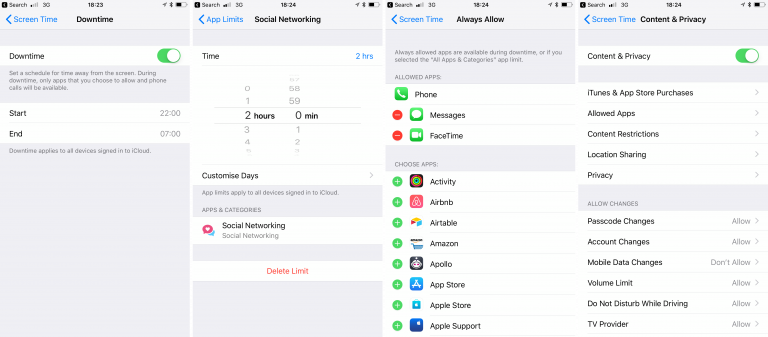 Search 3G 18:23
Screen Time Downtime
Downtime
Set a schedule for time away from the screen. During
downtime, only apps that you choose to allow and phone
calls will be available.
Start 22:00
End 07:00
Downtime applies to all devices signed in to iCloud.
Search 3G 18:24
App Limits Social Networking
Time 2 hrs
57
0 58
1 59
2 hours 0 min
3 1
4 2
5 3
Customise Days
App limits apply to all devices signed in to iCloud.
APPS & CATEGORIES
Social Networking
Social Networking
Delete Limit
Search 3G 18:24
Screen Time Always Allow
Always allowed apps are available during downtime, or if you
selected the "All Apps & Categories" app limit.
ALLOWED APPS:
Phone
Messages
FaceTime
CHOOSE APPS:
Activity
Airbnb
Airtable
Amazon
Apollo
App Store
Apple Store
Apple Support
Search 3G 18:24
Screen Time Content & Privacy
Content & Privacy
iTunes & App Store Purchases
Allowed Apps
Content Restrictions
Location Sharing
Privacy
ALLOW CHANGES
Passcode Changes Allow
Account Changes Allow
Mobile Data Changes Don't Allow
Volume Limit Allow
Do Not Disturb While Driving Allow
TV Provider Allow